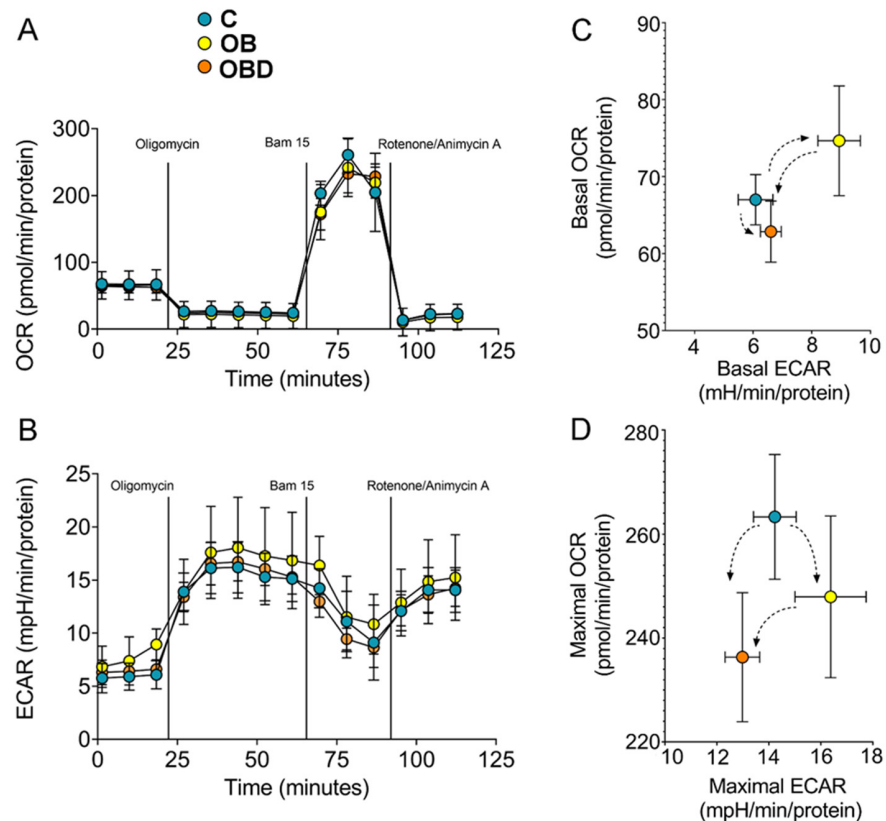 A
C
OB
OBD
Oligomycin
Bam 15
Rotenone/Animycin A
OCR (pmol/min/protein)
300
200
100
0
0
25
50
75
100
125
Time (minutes)
B
Oligomycin
Bam 15
Rotenone/Animycin A
ECAR (mpH/min/protein)
25
20
15
10
5
0
0
25
50
75
100
125
Time (minutes)
C
Basal OCR
(pmol/min/protein)
90
80
70
60
50
4
6
8
10
Basal ECAR
(mH/min/protein)
D
Maximal OCR
(pmol/min/protein)
280
260
240
220
10
12
14
16
18
Maximal ECAR
(mpH/min/protein)